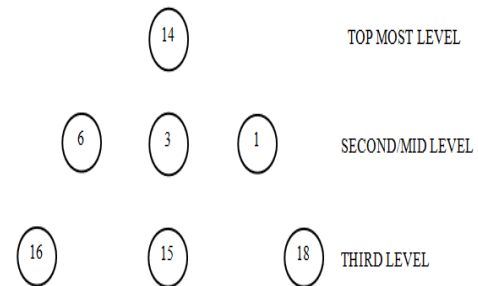 14 TOP MOST LEVEL
6 3 1 SECOND/MID LEVEL
16 15 18 THIRD LEVEL